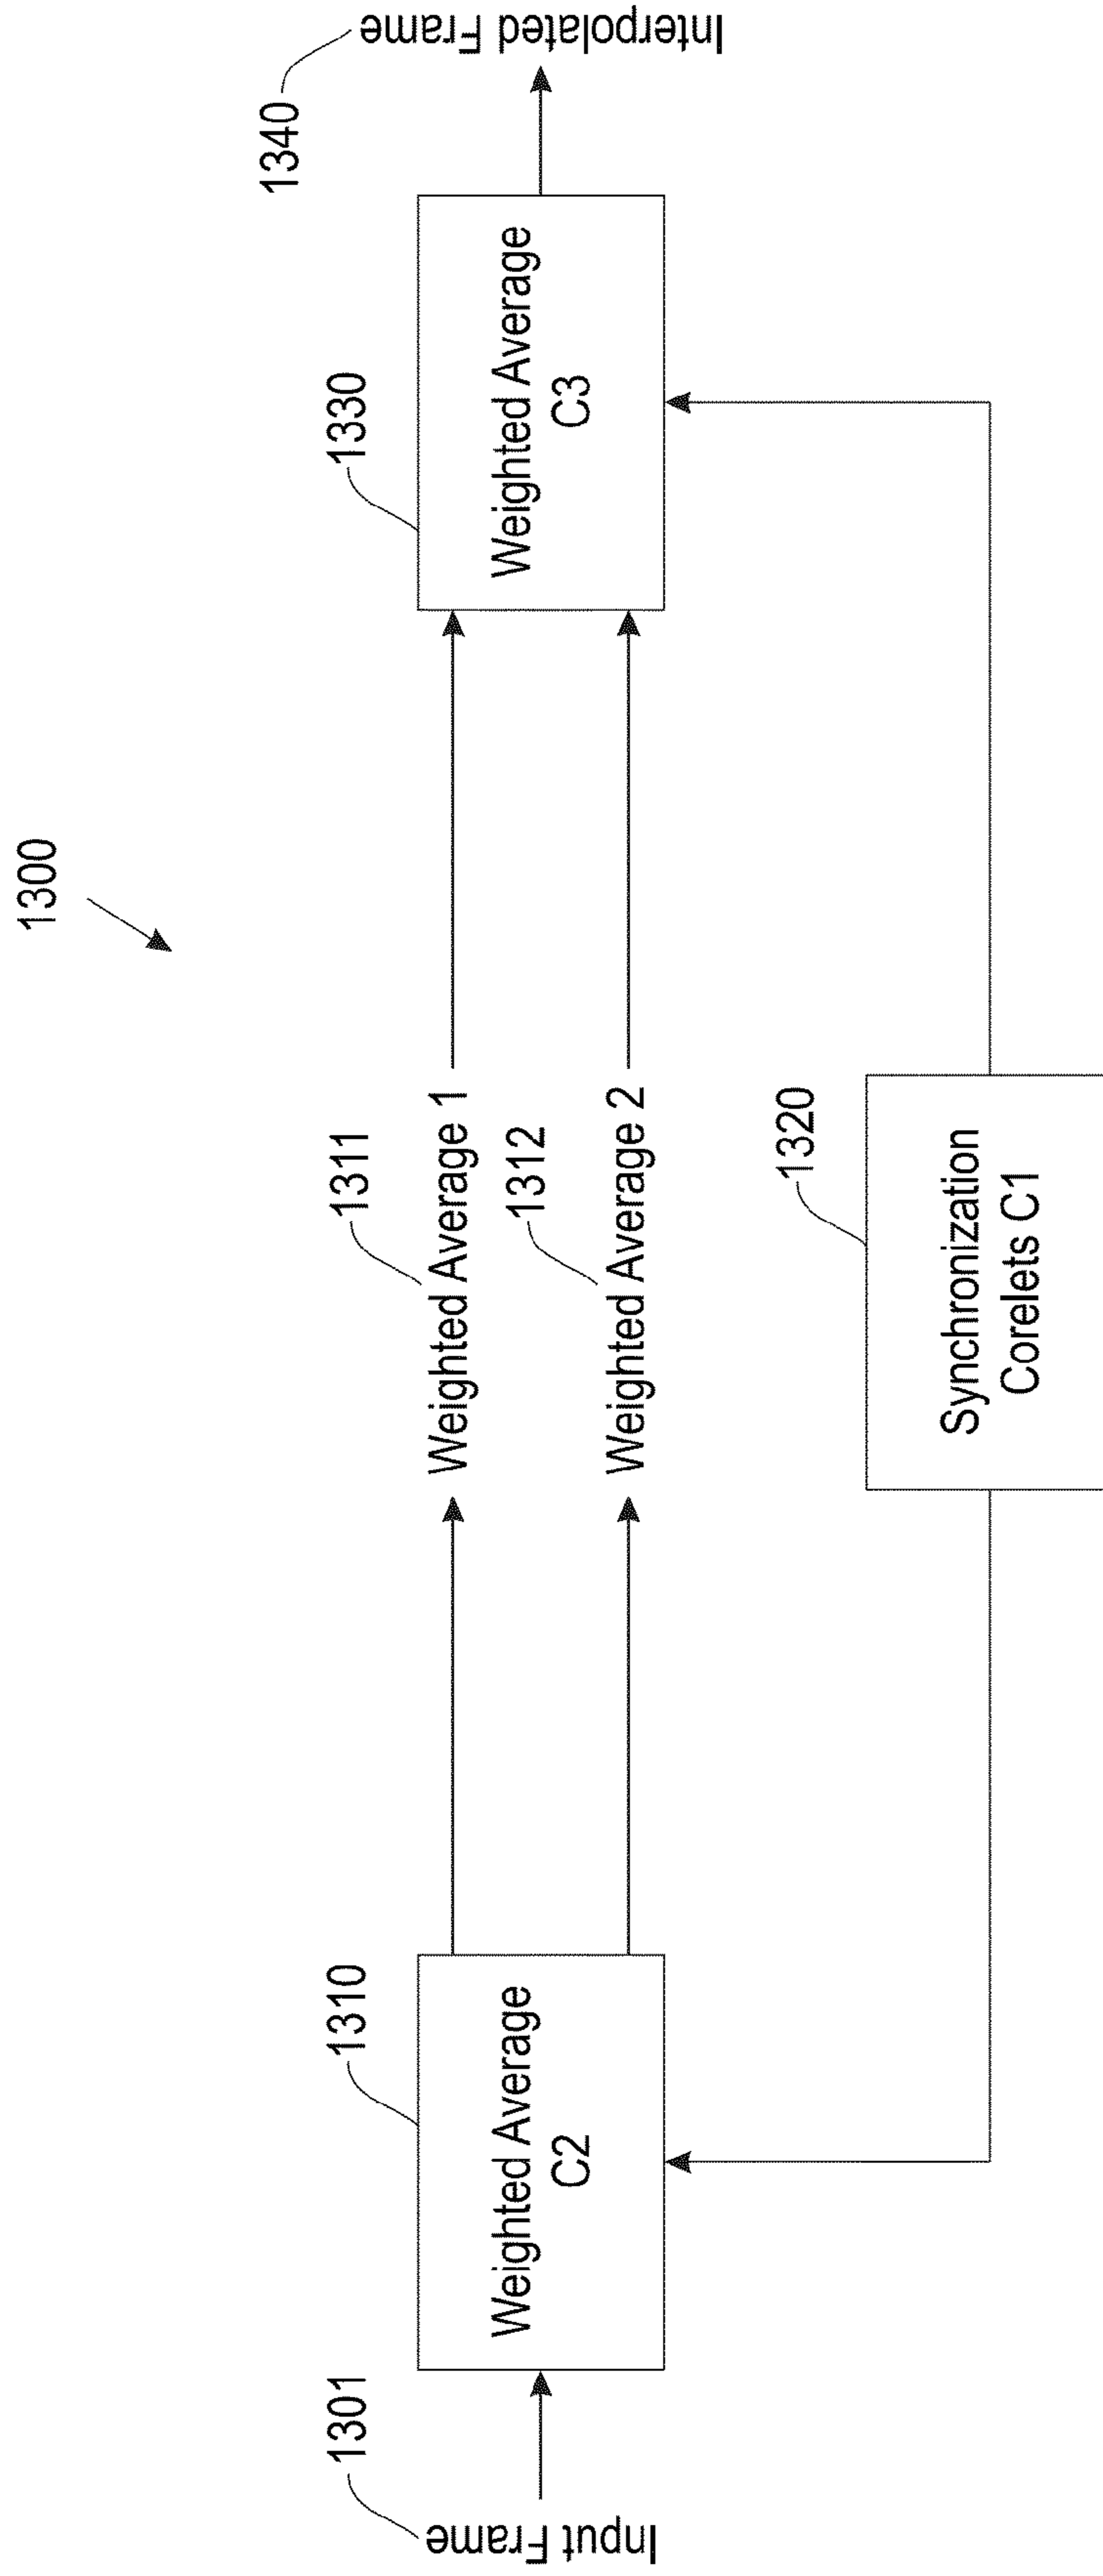 1300
Input Frame
1301
1310
Weighted Average
C2
1311
Weighted Average 1
1312
Weighted Average 2
1320
Synchronization
Corelets C1
1330
Weighted Average
C3
1340
Interpolated Frame